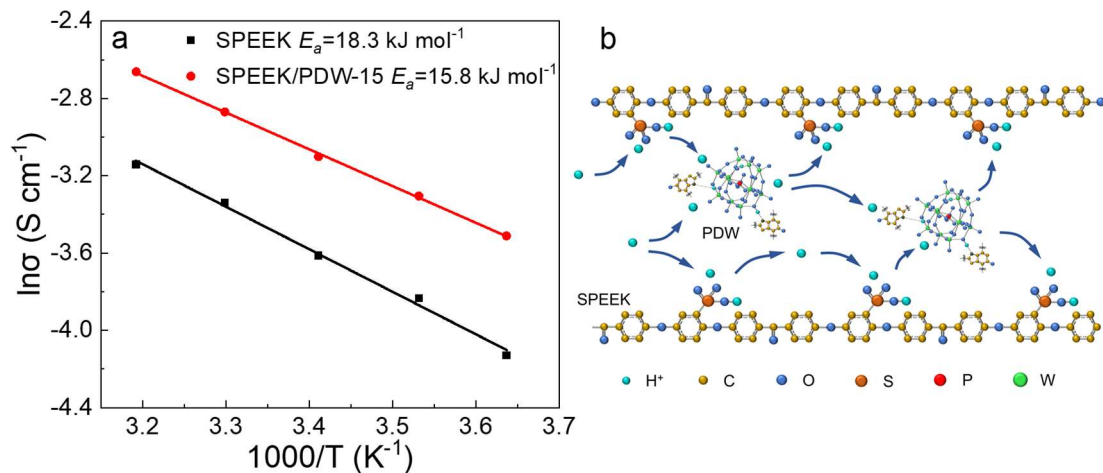 a
SPEEK Eₐ=18.3 kJ mol⁻¹
SPEEK/PDW-15 Eₐ=15.8 kJ mol⁻¹
-2.4
-2.8
-3.2
-3.6
-4.0
-4.4
lnσ (S cm⁻¹)
3.2 3.3 3.4 3.5 3.6 3.7
1000/T (K⁻¹)
b
PDW
SPEEK
H⁺ C O S P W